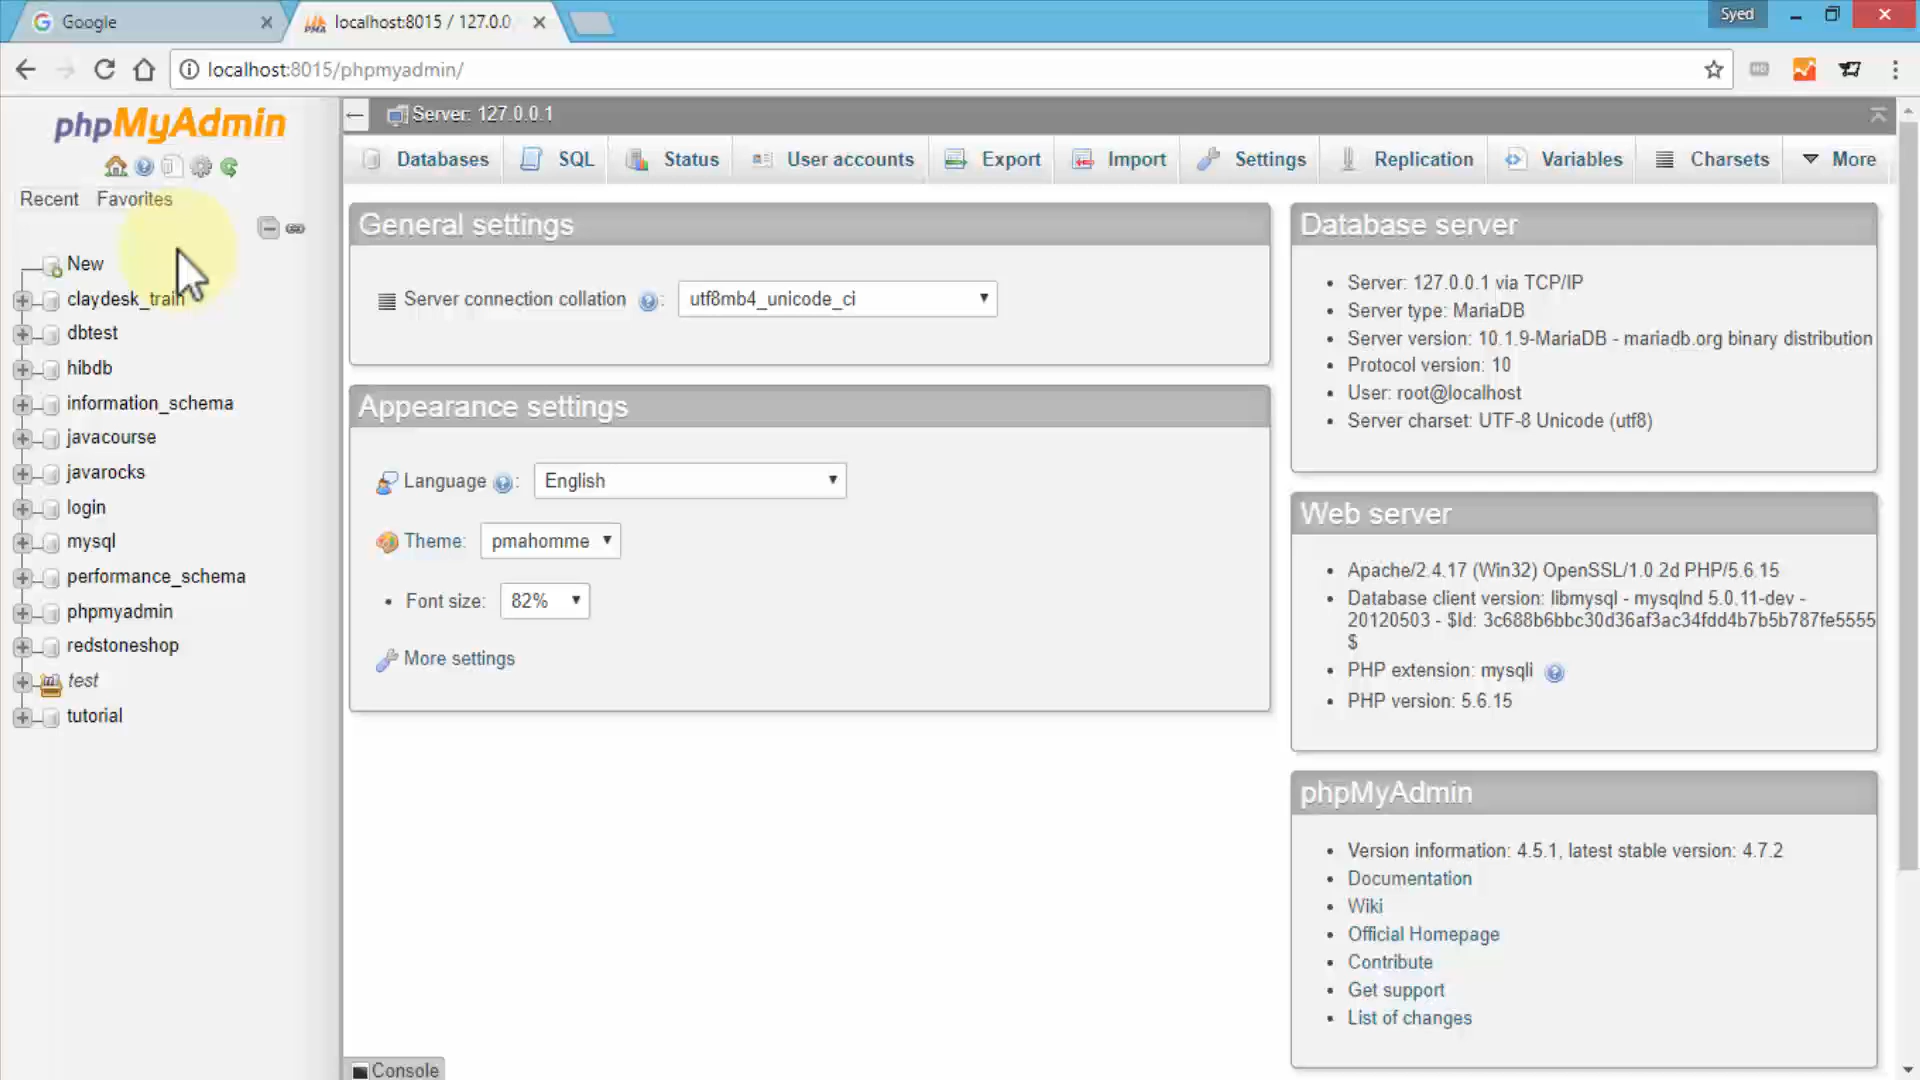 Google
localhost:8015 / 127.0.0
Syed
localhost:8015/phpmyadmin/
phpMyAdmin
Recent Favorites
New
claydesk_train
dbtest
hibdb
information_schema
javacourse
javarocks
login
mysql
performance_schema
phpmyadmin
redstoneshop
test
tutorial
Server: 127.0.0.1
Databases SQL Status User accounts Export Import Settings Replication Variables Charsets More
General settings
Server connection collation : utf8mb4_unicode_ci
Appearance settings
Language : English
Theme: pmahomme
Font size: 82%
More settings
Database server
Server: 127.0.0.1 via TCP/IP
Server type: MariaDB
Server version: 10.1.9-MariaDB - mariadb.org binary distribution
Protocol version: 10
User: root@localhost
Server charset: UTF-8 Unicode (utf8)
Web server
Apache/2.4.17 (Win32) OpenSSL/1.0.2d PHP/5.6.15
Database client version: libmysql - mysqlnd 5.0.11-dev -
20120503 - $Id: 3c688b6bbc30d36af3ac34fdd4b7b5b787fe5555
$
PHP extension: mysqli
PHP version: 5.6.15
phpMyAdmin
Version information: 4.5.1, latest stable version: 4.7.2
Documentation
Wiki
Official Homepage
Contribute
Get support
List of changes
Console